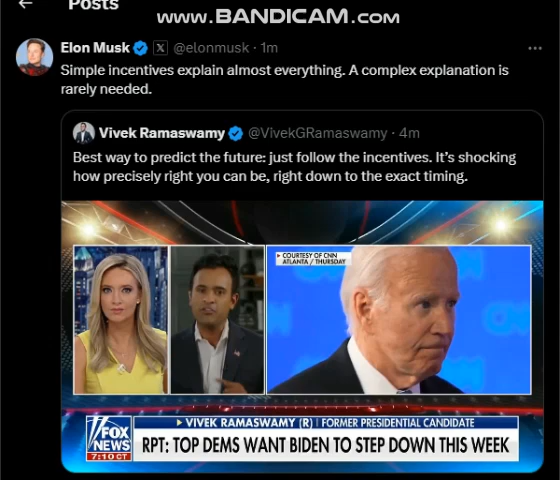 Posts
www.BANDICAM.com
Elon Musk X @elonmusk · 1m
Simple incentives explain almost everything. A complex explanation is
rarely needed.
Vivek Ramaswamy @VivekGRamaswamy · 4m
Best way to predict the future: just follow the incentives. It's shocking
how precisely right you can be, right down to the exact timing.
COURTESY OF CNN
ATLANTA / THURSDAY
VIVEK RAMASWAMY (R) | FORMER PRESIDENTIAL CANDIDATE
FOX
NEWS
7:10 CT
RPT: TOP DEMS WANT BIDEN TO STEP DOWN THIS WEEK